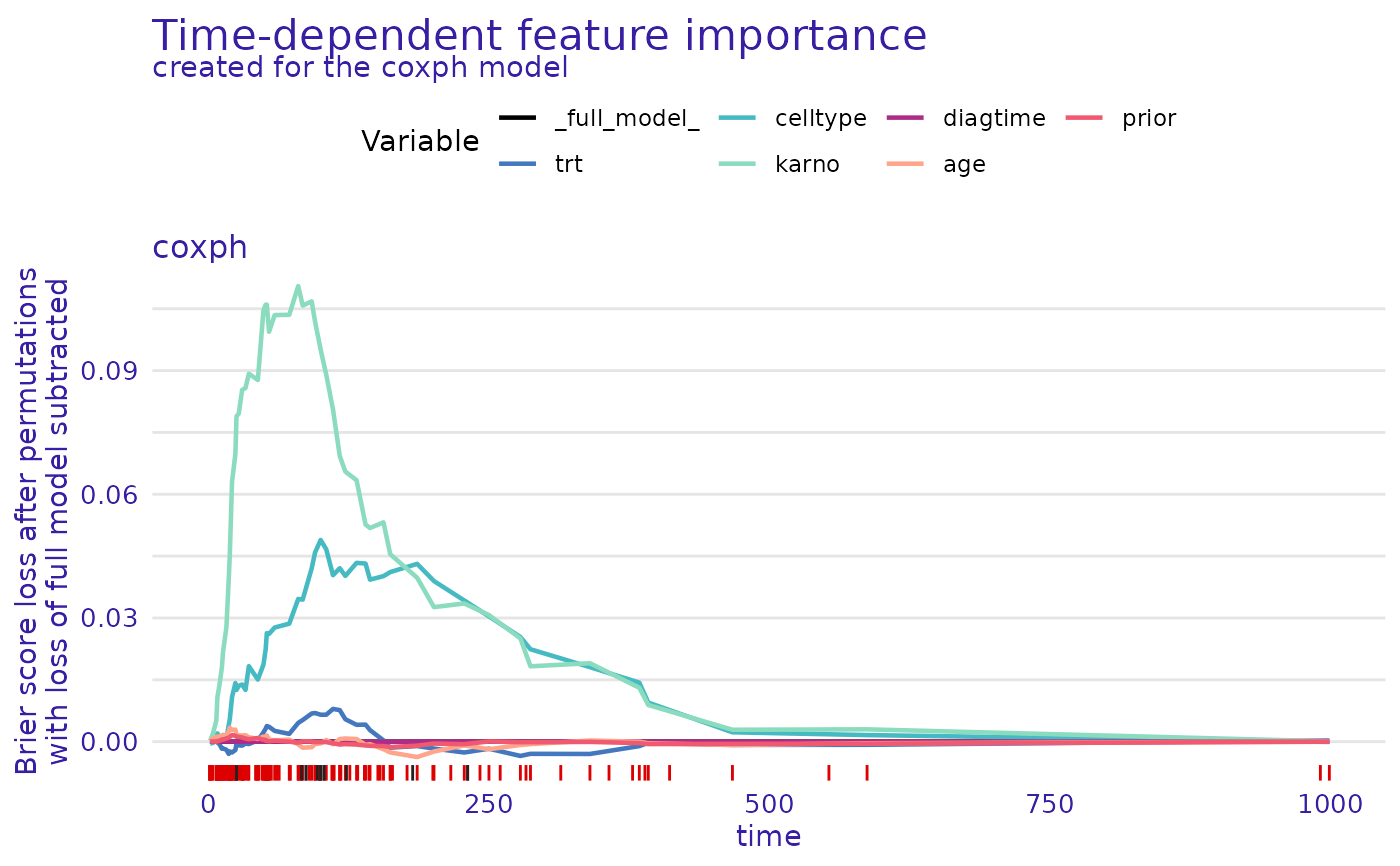 Time-dependent feature importance
created for the coxph model
Variable
_full_model_ celltype diagtime prior
trt karno age
coxph
Brier score loss after permutations
with loss of full model subtracted
0.09
0.06
0.03
0.00
0 250 500 750 1000
time